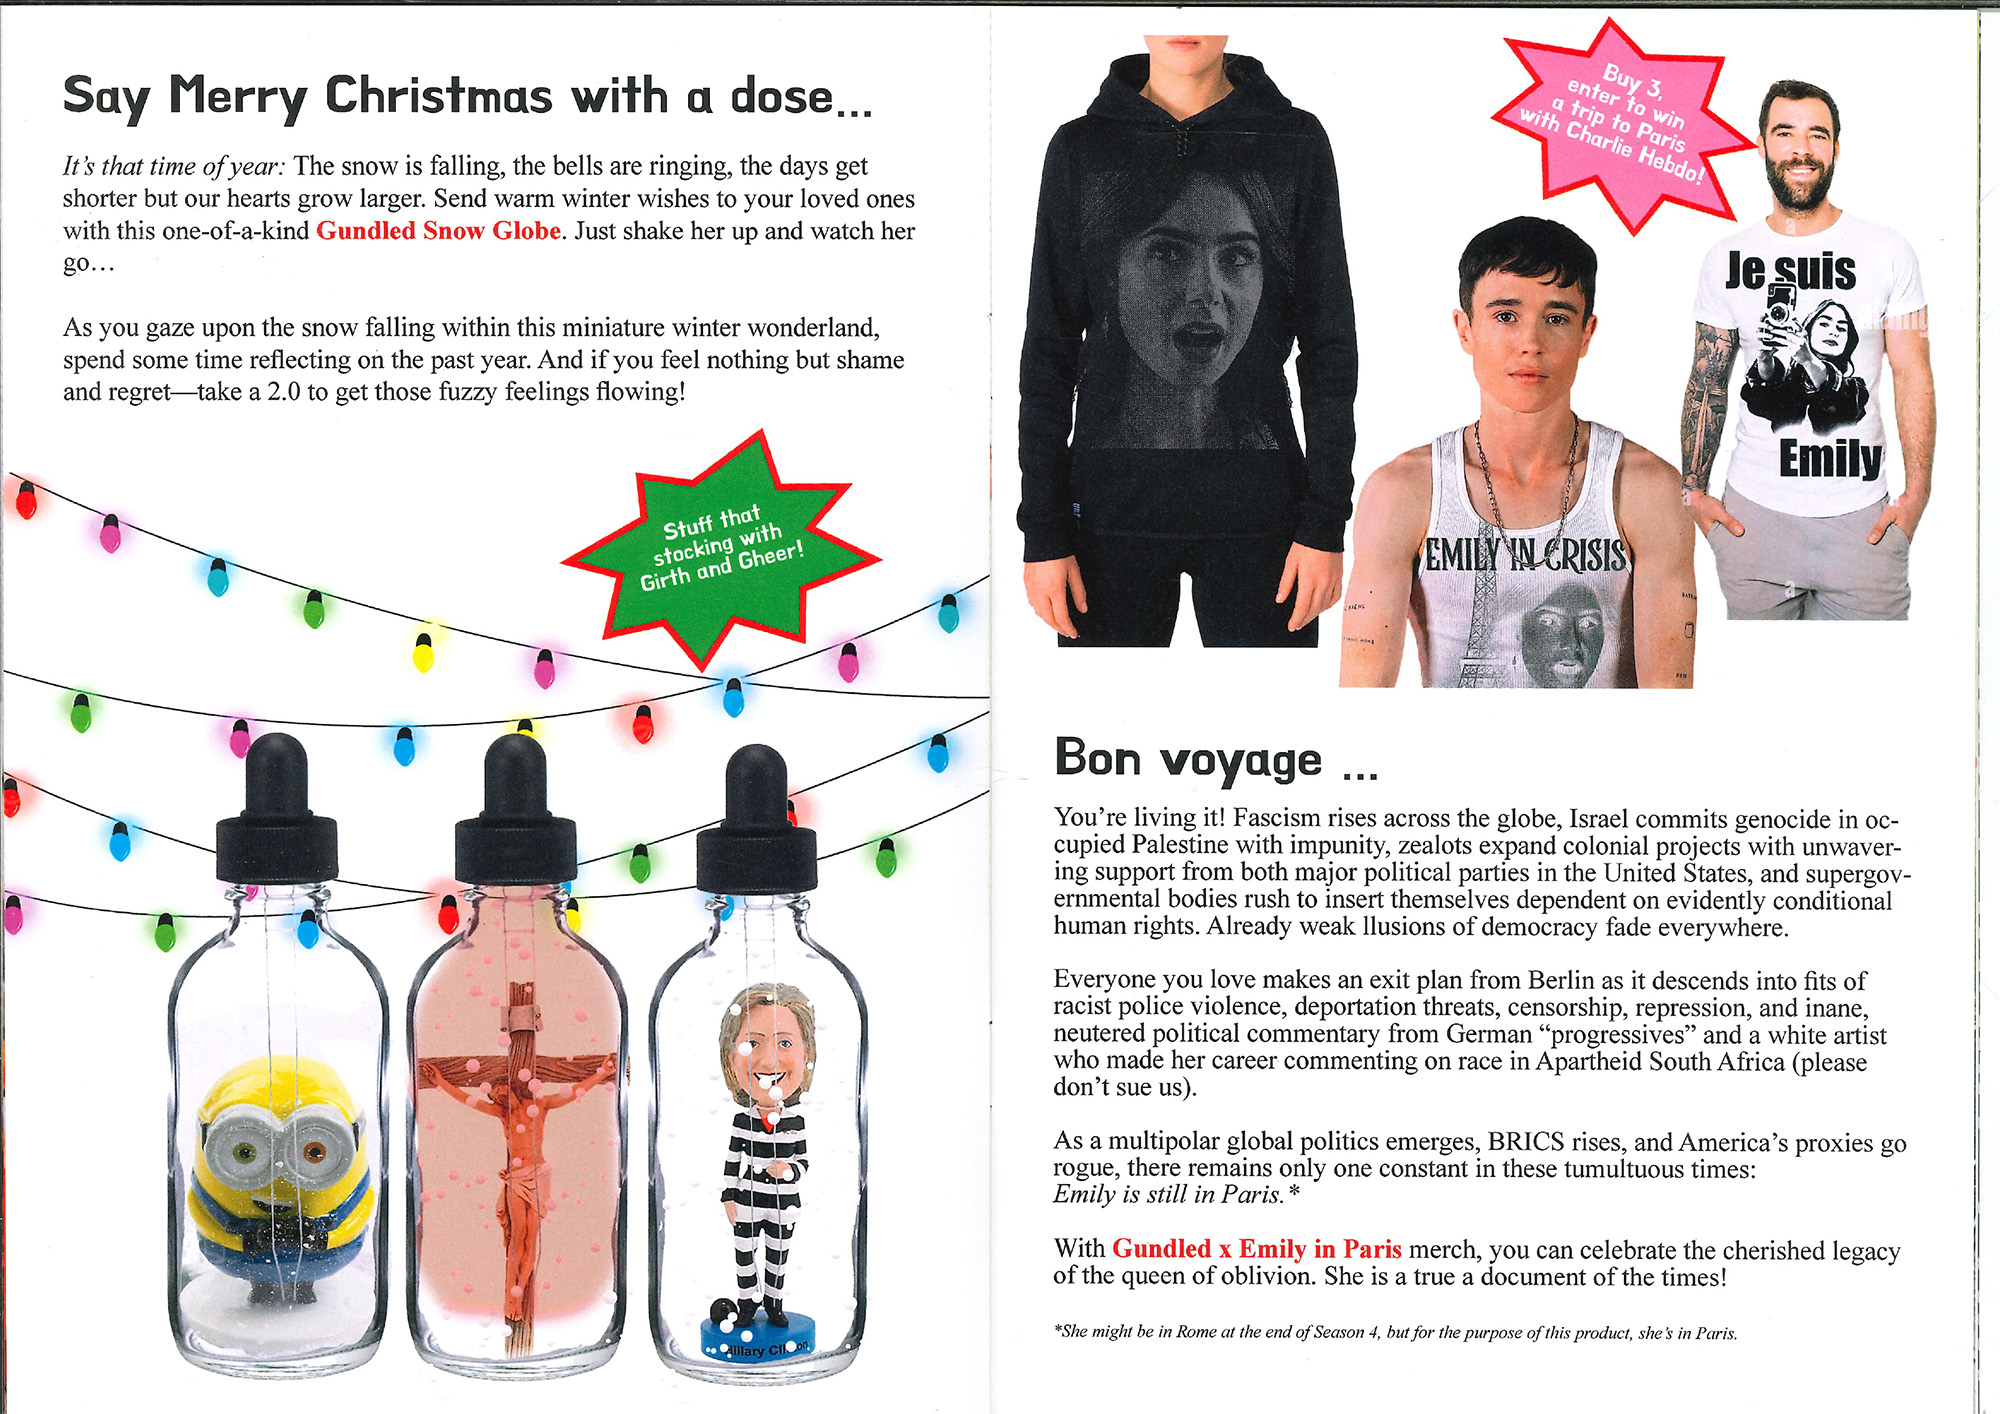 Say Merry Christmas with a dose...
It's that time of year: The snow is falling, the bells are ringing, the days get
shorter but our hearts grow larger. Send warm winter wishes to your loved ones
with this one-of-a-kind Gundled Snow Globe. Just shake her up and watch her
go…
As you gaze upon the snow falling within this miniature winter wonderland,
spend some time reflecting on the past year. And if you feel nothing but shame
and regret—take a 2.0 to get those fuzzy feelings flowing!
Stuff that
stocking with
Girth and Gheer!
Buy 3,
enter to win
a trip to Paris
with Charlie Hebdo!
Je suis
Emily
EMILY IN CRISIS
Bon voyage ...
You're living it! Fascism rises across the globe, Israel commits genocide in oc-
cupied Palestine with impunity, zealots expand colonial projects with unwaver-
ing support from both major political parties in the United States, and supergov-
ernmental bodies rush to insert themselves dependent on evidently conditional
human rights. Already weak llusions of democracy fade everywhere.
Everyone you love makes an exit plan from Berlin as it descends into fits of
racist police violence, deportation threats, censorship, repression, and inane,
neutered political commentary from German “progressives” and a white artist
who made her career commenting on race in Apartheid South Africa (please
don't sue us).
As a multipolar global politics emerges, BRICS rises, and America's proxies go
rogue, there remains only one constant in these tumultuous times:
Emily is still in Paris.*
With Gundled x Emily in Paris merch, you can celebrate the cherished legacy
of the queen of oblivion. She is a true a document of the times!
*She might be in Rome at the end of Season 4, but for the purpose of this product, she's in Paris.